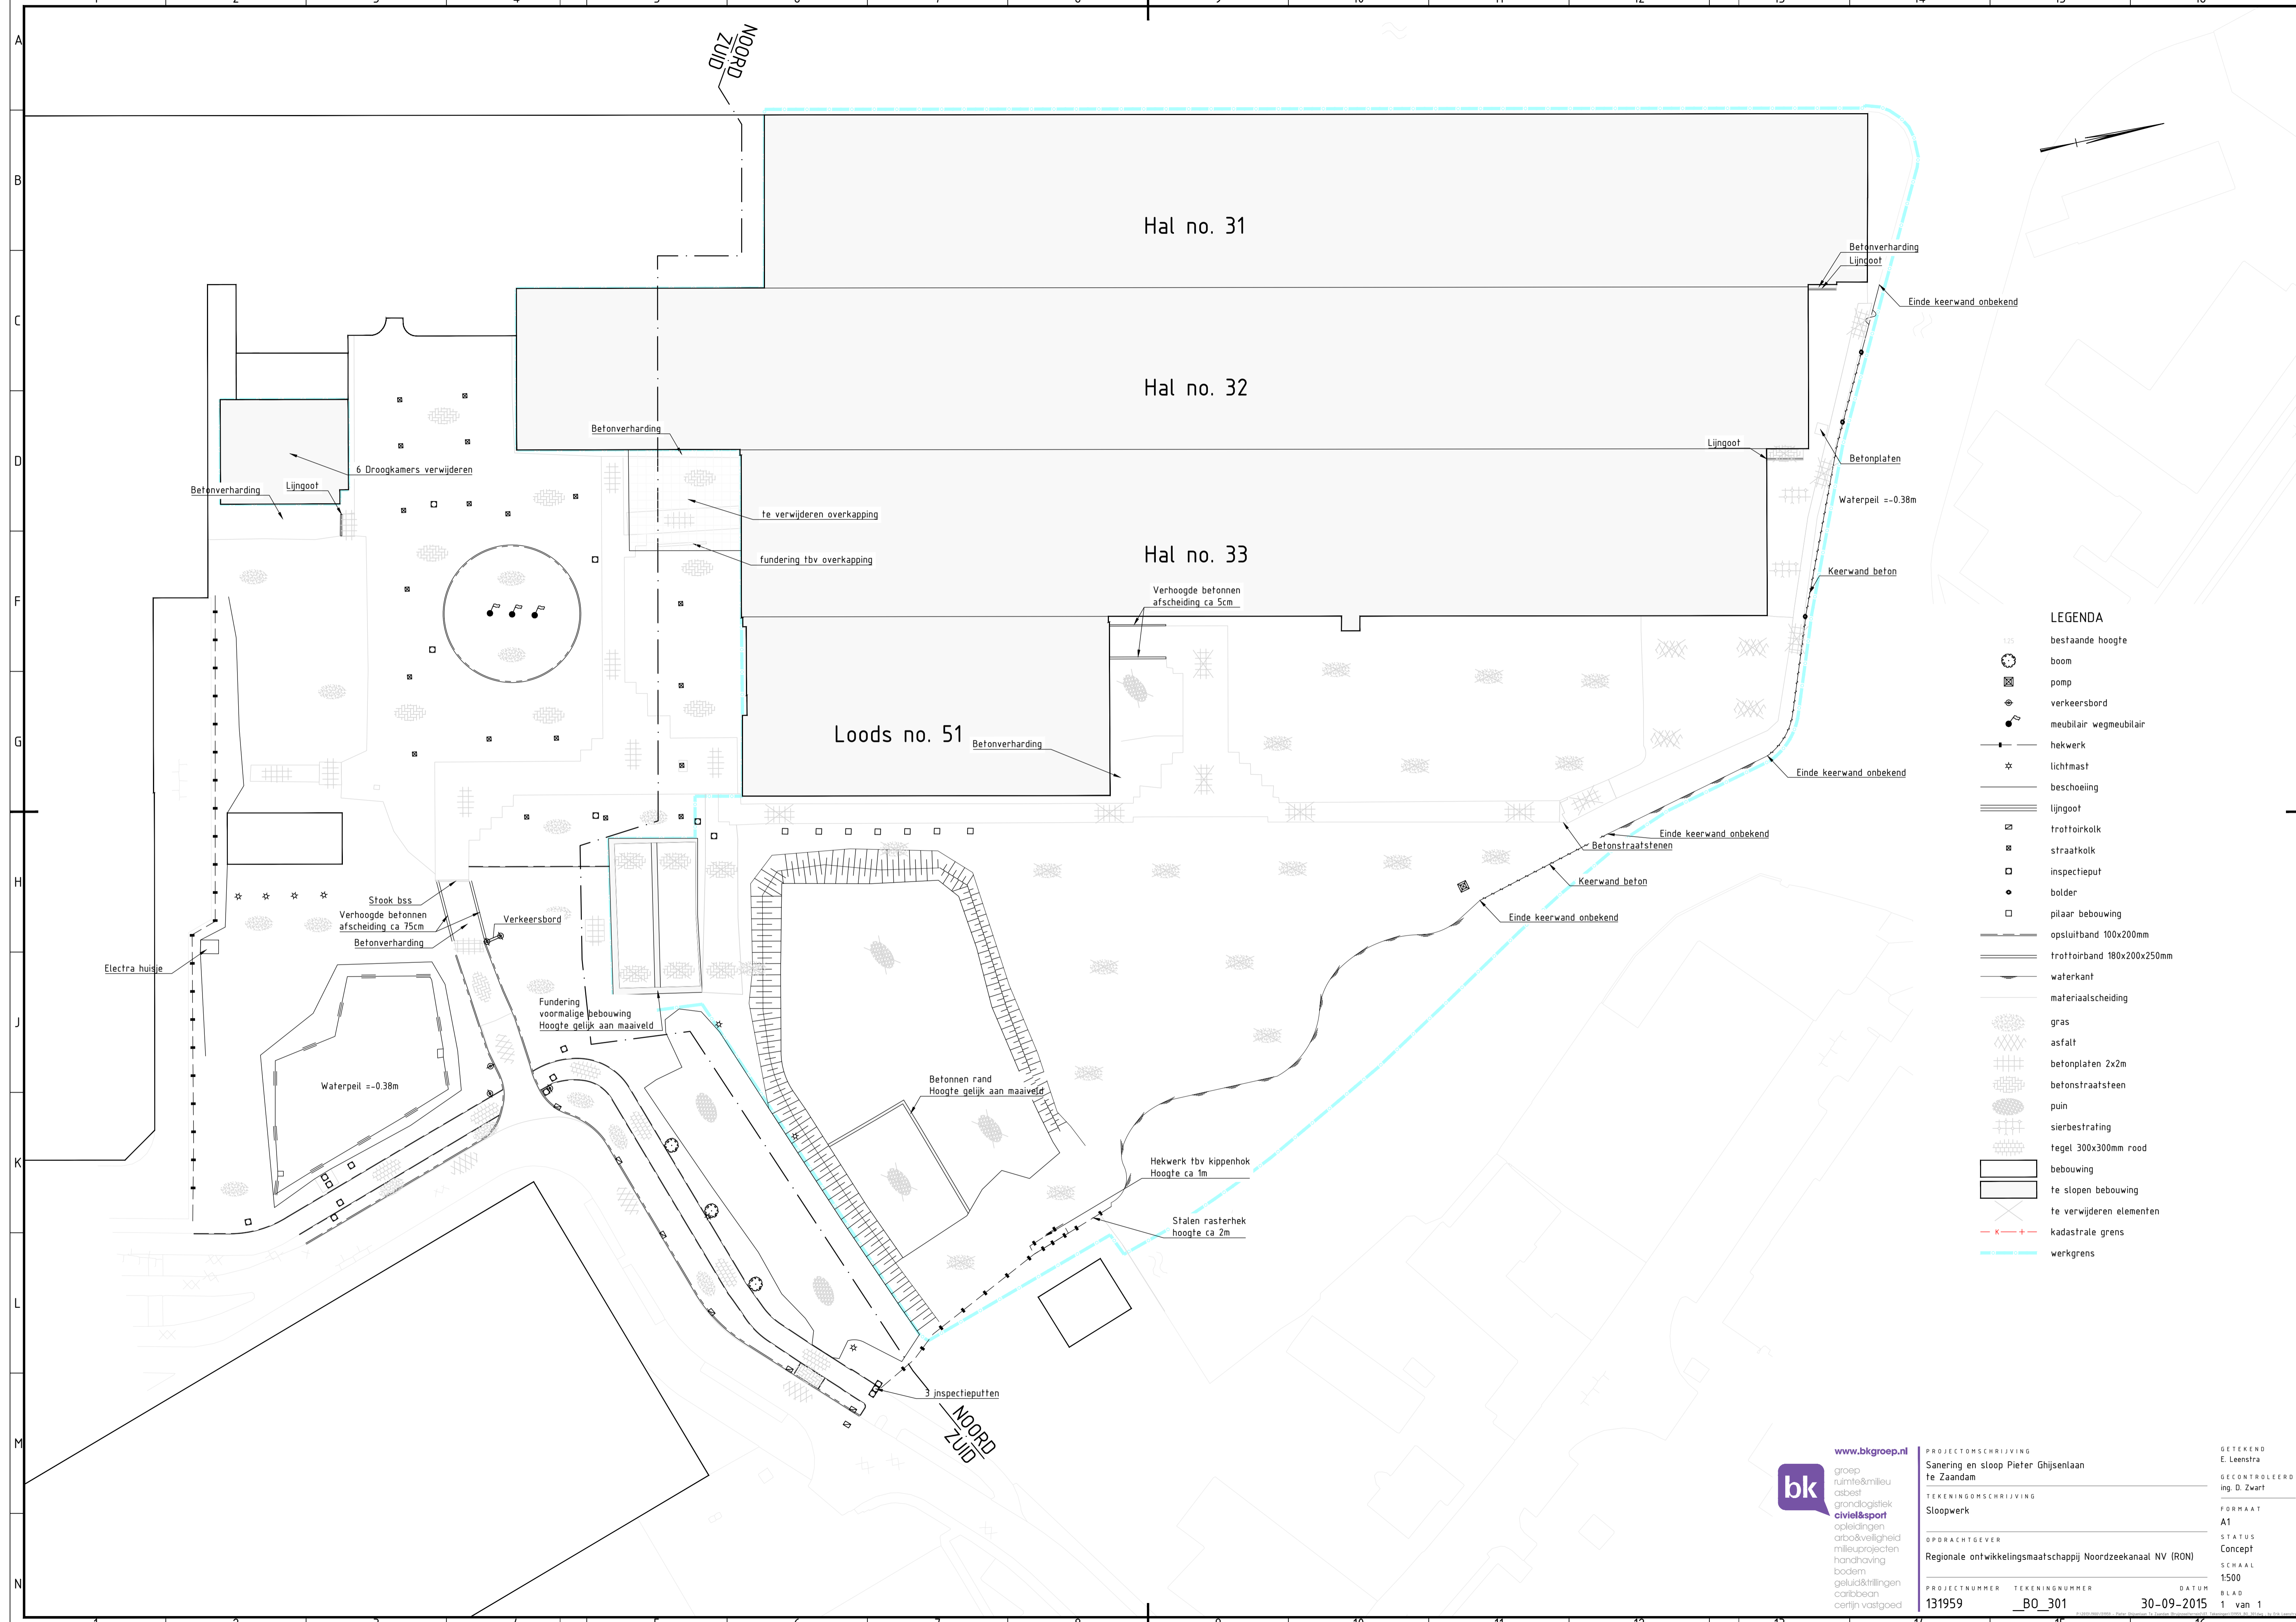 NOORD
ZUID
A
B
C
D
F
G
H
J
K
L
M
N
Hal no. 31
Betonverharding
Lijngoot
Einde keerwand onbekend
Hal no. 32
Betonverharding
Lijngoot
Betonplaten
6 Droogkamers verwijderen
Lijngoot
Betonverharding
Waterpeil =-0.38m
te verwijderen overkapping
Hal no. 33
fundering tbv overkapping
Keerwand beton
Verhoogde betonnen
afscheiding ca 5cm
Loods no. 51
Betonverharding
Einde keerwand onbekend
Einde keerwand onbekend
Betonstraatstenen
Keerwand beton
Einde keerwand onbekend
Stook bss
Verhoogde betonnen
afscheiding ca 75cm
Verkeersbord
Betonverharding
Electra huisje
Fundering
voormalige bebouwing
Hoogte gelijk aan maaiveld
Waterpeil =-0.38m
Betonnen rand
Hoogte gelijk aan maaiveld
Hekwerk tbv kippenhok
Hoogte ca 1m
Stalen rasterhek
hoogte ca 2m
3 inspectieputten
NOORD
ZUID
LEGENDA
bestaande hoogte
boom
pomp
verkeersbord
meubilair wegmeubilair
hekwerk
lichtmast
beschoeiing
lijngoot
trottoirkolk
straatkolk
inspectieput
bolder
pilaar bebouwing
opsluitband 100x200mm
trottoirband 180x200x250mm
waterkant
materiaalscheiding
gras
asfalt
betonplaten 2x2m
betonstraatsteen
puin
sierbestrating
tegel 300x300mm rood
bebouwing
te slopen bebouwing
te verwijderen elementen
kadastrale grens
werkgrens
www.bkgroep.nl
bk
groep
ruimte&milieu
asbest
grondlogistiek
civiel&sport
opleidingen
arbo&veiligheid
milieuprojecten
handhaving
bodem
geluid&trillingen
caribbean
certijn vastgoed
PROJECTOMSCHRIJVING
Sanering en sloop Pieter Ghijsenlaan
te Zaandam
TEKENINGOMSCHRIJVING
Sloopwerk
OPDRACHTGEVER
Regionale ontwikkelingsmaatschappij Noordzeekanaal NV (RON)
PROJECTNUMMER TEKENINGNUMMER DATUM
131959 __BO__301 30-09-2015
GETEKEND
E. Leenstra
GECONTROLEERD
ing. D. Zwart
FORMAAT
A1
STATUS
Concept
SCHAAL
1:500
BLAD
1 van 1